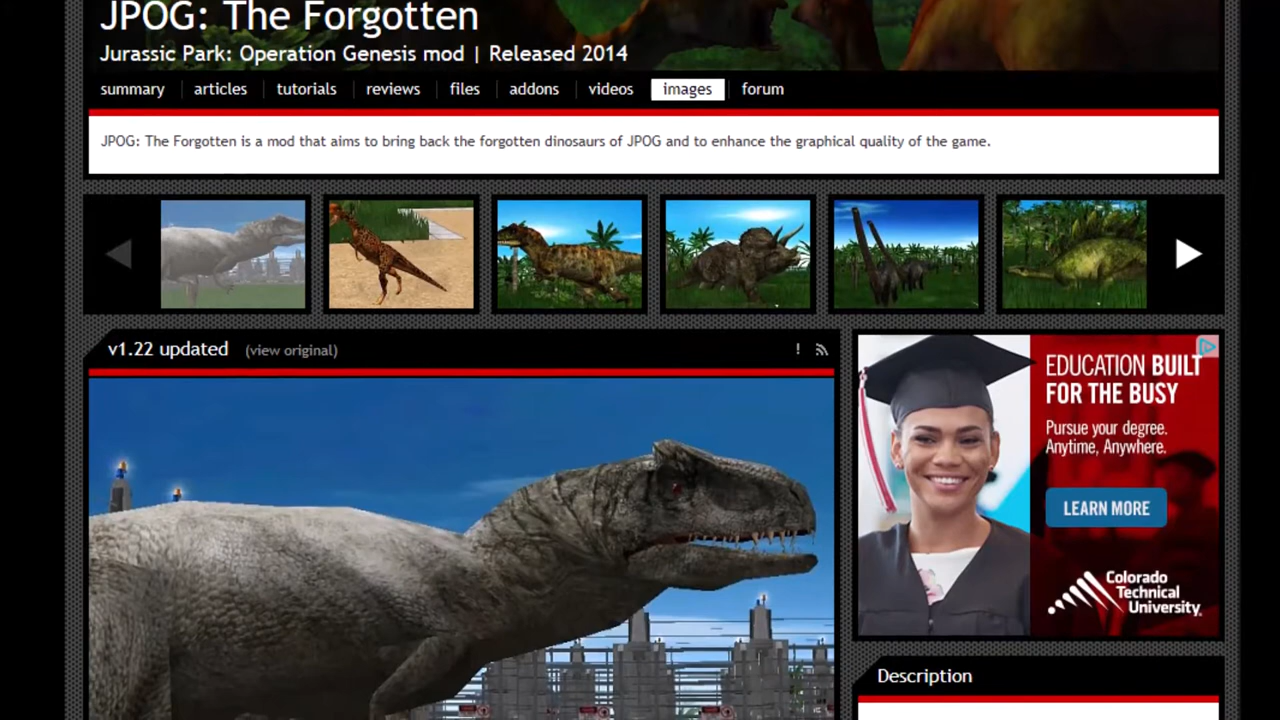 JPOG: The Forgotten
Jurassic Park: Operation Genesis mod | Released 2014
summary articles tutorials reviews files addons videos images forum
JPOG: The Forgotten is a mod that aims to bring back the forgotten dinosaurs of JPOG and to enhance the graphical quality of the game.
v1.22 updated (view original) !
EDUCATION BUILT
FOR THE BUSY
Pursue your degree.
Anytime, Anywhere.
LEARN MORE
Colorado
Technical
University
Description